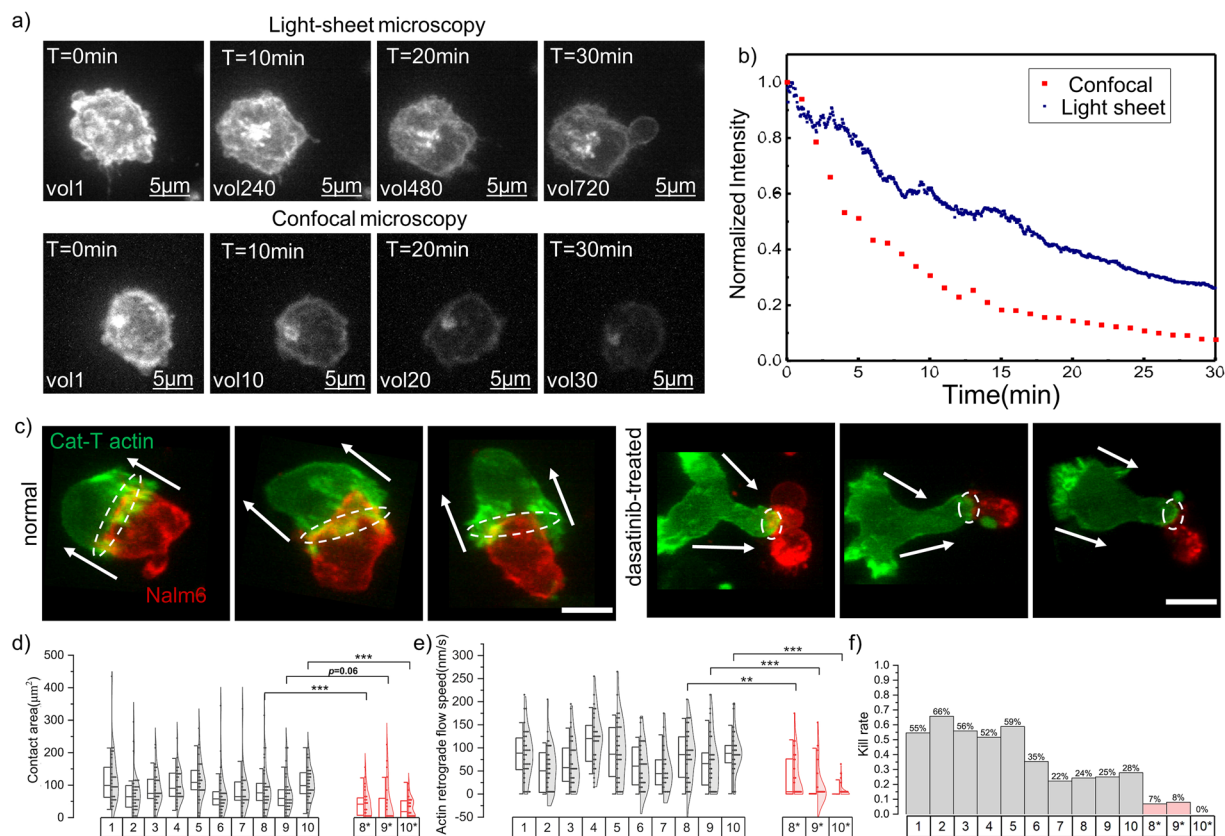 a)
Light-sheet microscopy
T=0min
T=10min
T=20min
T=30min
vol1
5μm
vol240
5μm
vol480
5μm
vol720
5μm
Confocal microscopy
T=0min
T=10min
T=20min
T=30min
vol1
5μm
vol10
5μm
vol20
5μm
vol30
5μm
b)
Normalized Intensity
1.0
0.8
0.6
0.4
0.2
0.0
Confocal
Light sheet
0 5 10 15 20 25 30
Time(min)
c)
normal
Cat-T actin
Nalm6
dasatinib-treated
d)
Contact area(μm²)
500
400
300
200
100
0
***
p=0.06
***
1 2 3 4 5 6 7 8 9 10 8* 9* 10*
e)
Actin retrograde flow speed(nm/s)
300
250
200
150
100
50
0
-50
***
***
**
1 2 3 4 5 6 7 8 9 10 8* 9* 10*
f)
Kill rate
1.0
0.9
0.8
0.7
0.6
0.5
0.4
0.3
0.2
0.1
0.0
55% 66% 56% 52% 59% 35% 22% 24% 25% 28% 7% 8% 0%
1 2 3 4 5 6 7 8 9 10 8* 9* 10*